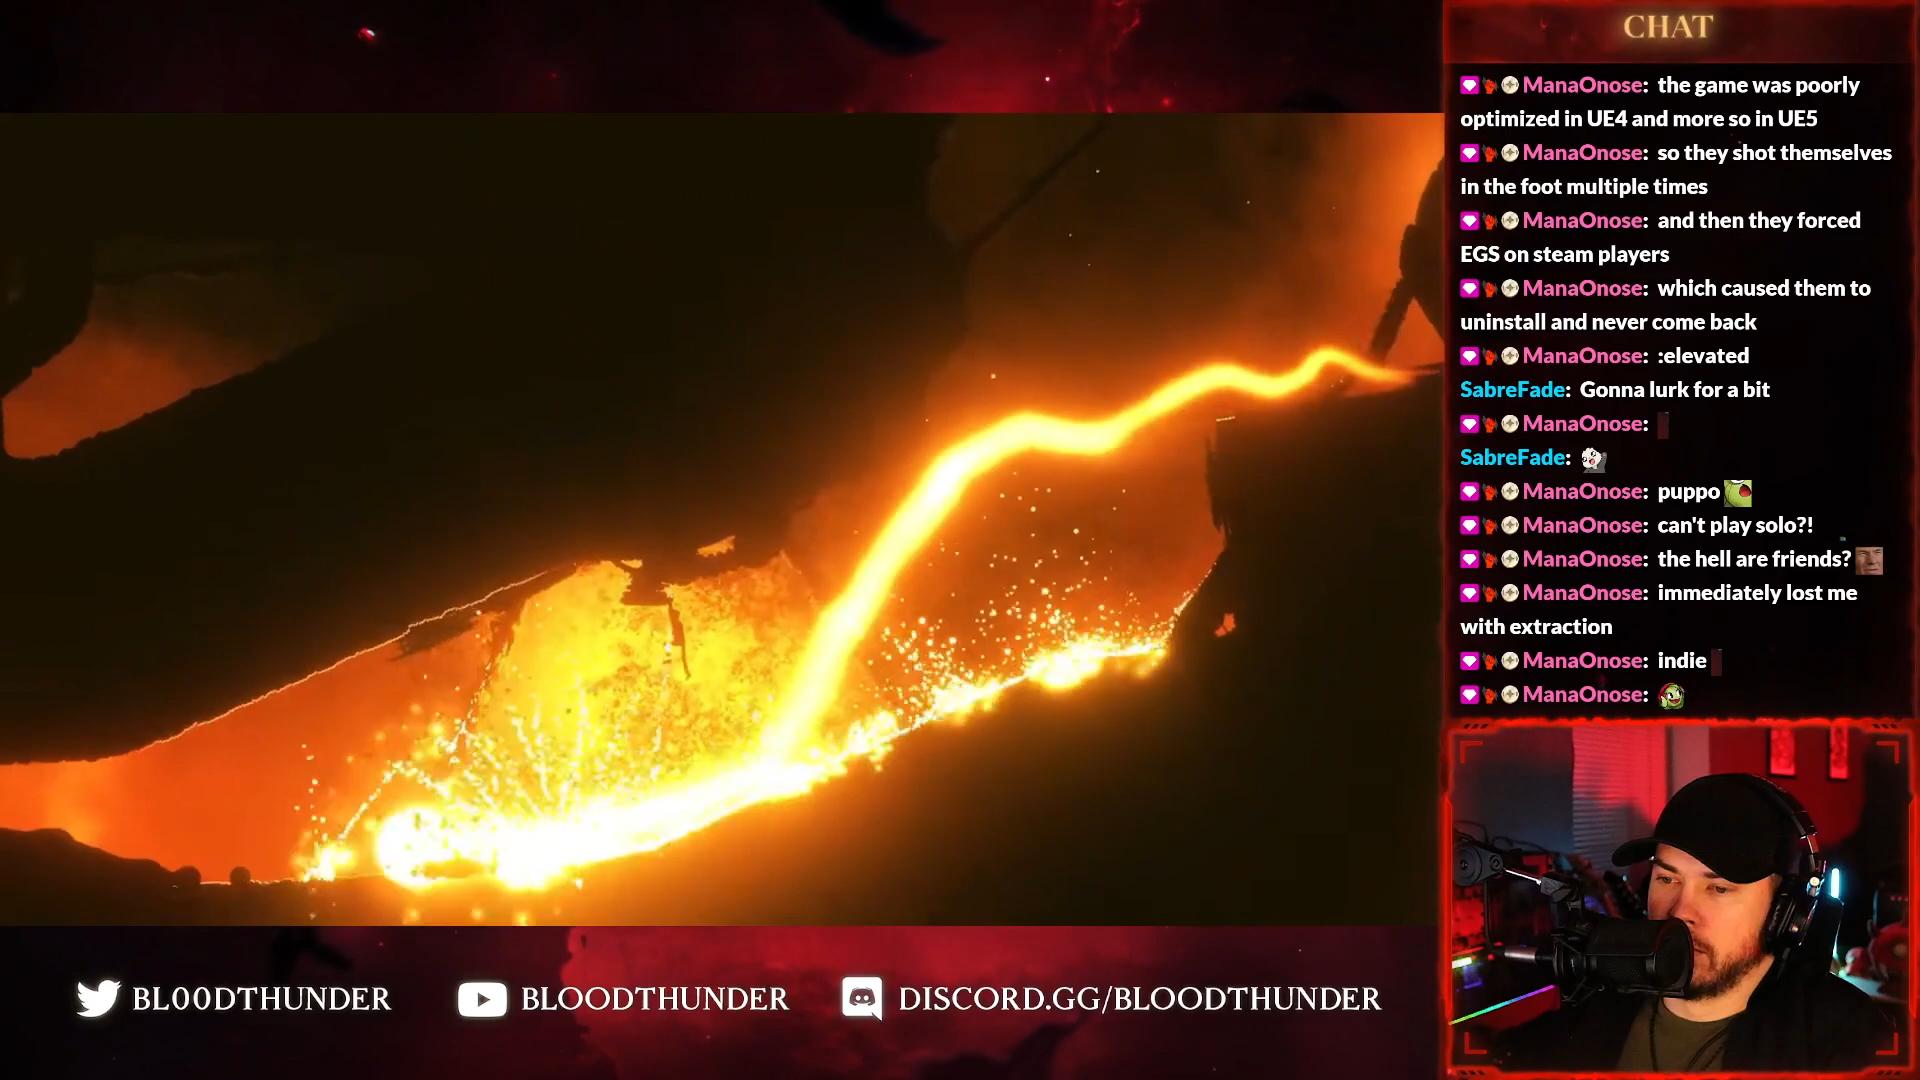 CHAT
ManaOnose: the game was poorly
optimized in UE4 and more so in UE5
ManaOnose: so they shot themselves
in the foot multiple times
ManaOnose: and then they forced
EGS on steam players
ManaOnose: which caused them to
uninstall and never come back
ManaOnose: :elevated
SabreFade: Gonna lurk for a bit
ManaOnose:
SabreFade:
ManaOnose: puppo
ManaOnose: can't play solo?!
ManaOnose: the hell are friends?
ManaOnose: immediately lost me
with extraction
ManaOnose: indie
ManaOnose:
BL00DTHUNDER
BLOODTHUNDER
DISCORD.GG/BLOODTHUNDER